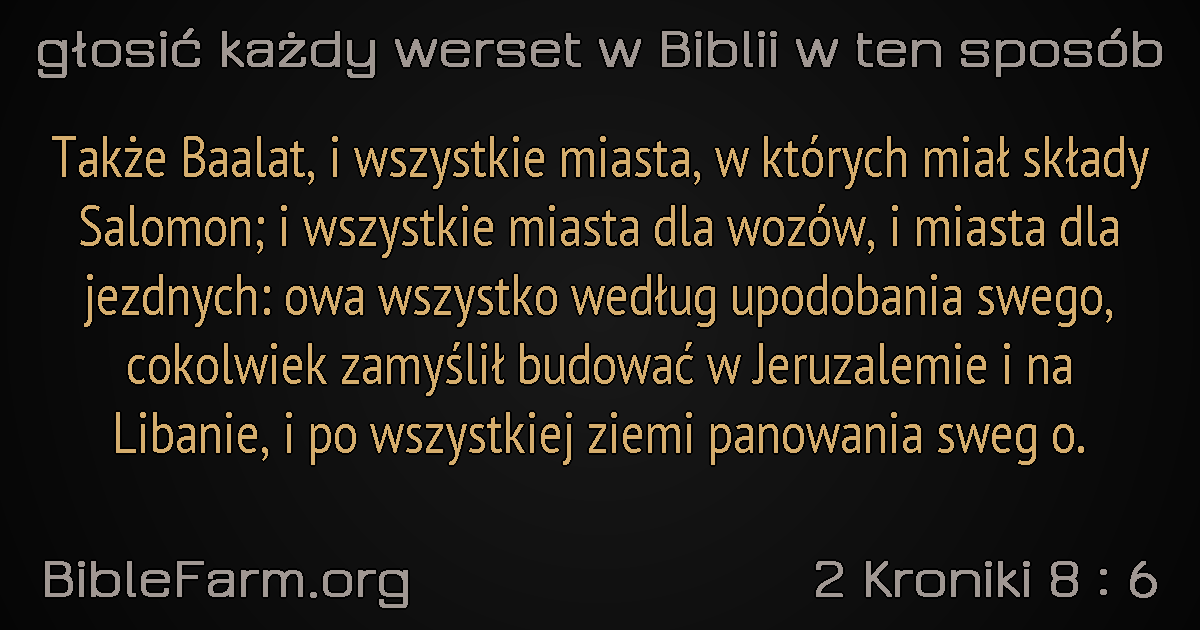 głosić każdy werset w Biblii w ten sposób
Także Baalat, i wszystkie miasta, w których miał składy
Salomon; i wszystkie miasta dla wozów, i miasta dla
jezdnych: owa wszystko według upodobania swego,
cokolwiek zamyślił budować w Jeruzalemie i na
Libanie, i po wszystkiej ziemi panowania sweg o.
BibleFarm.org
2 Kroniki 8 : 6